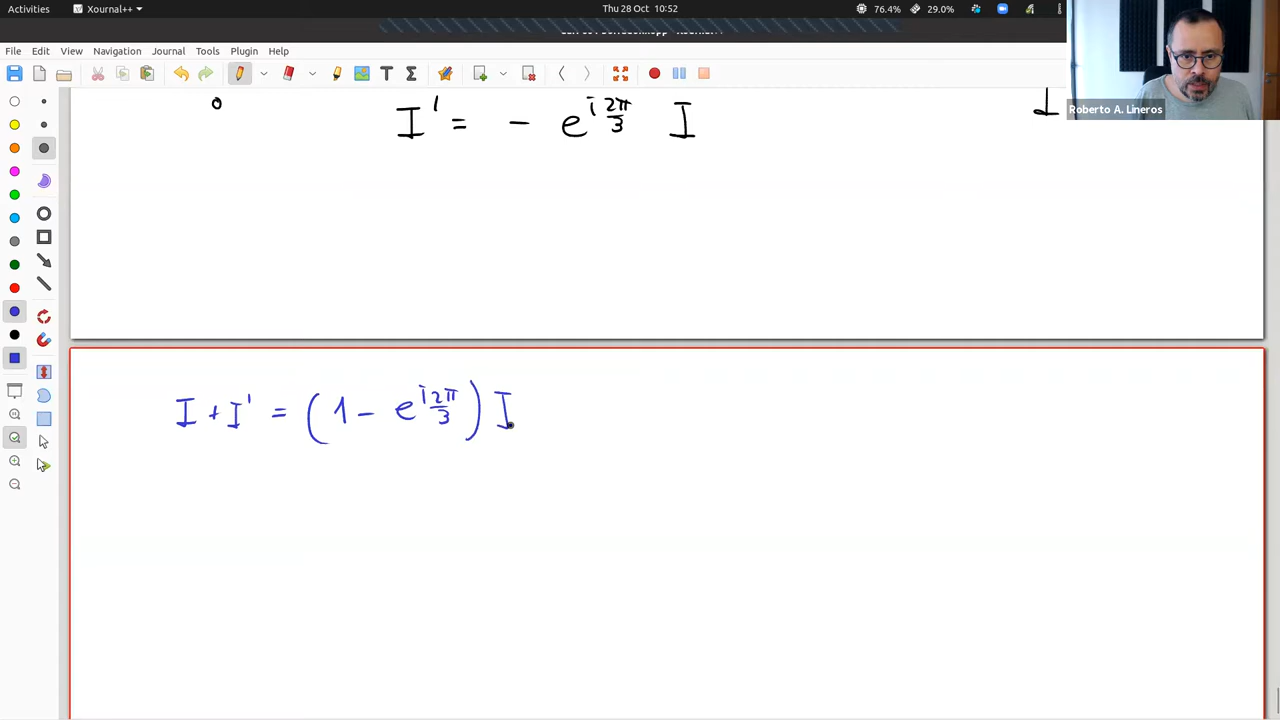 Activities Xournal++ Thu 28 Oct 10:52 76.4% 29.0%
File Edit View Navigation Journal Tools Plugin Help
Roberto A. Lineros
I' = - e^{i 2π/3} I
I + I' = (1 - e^{i 2π/3}) I